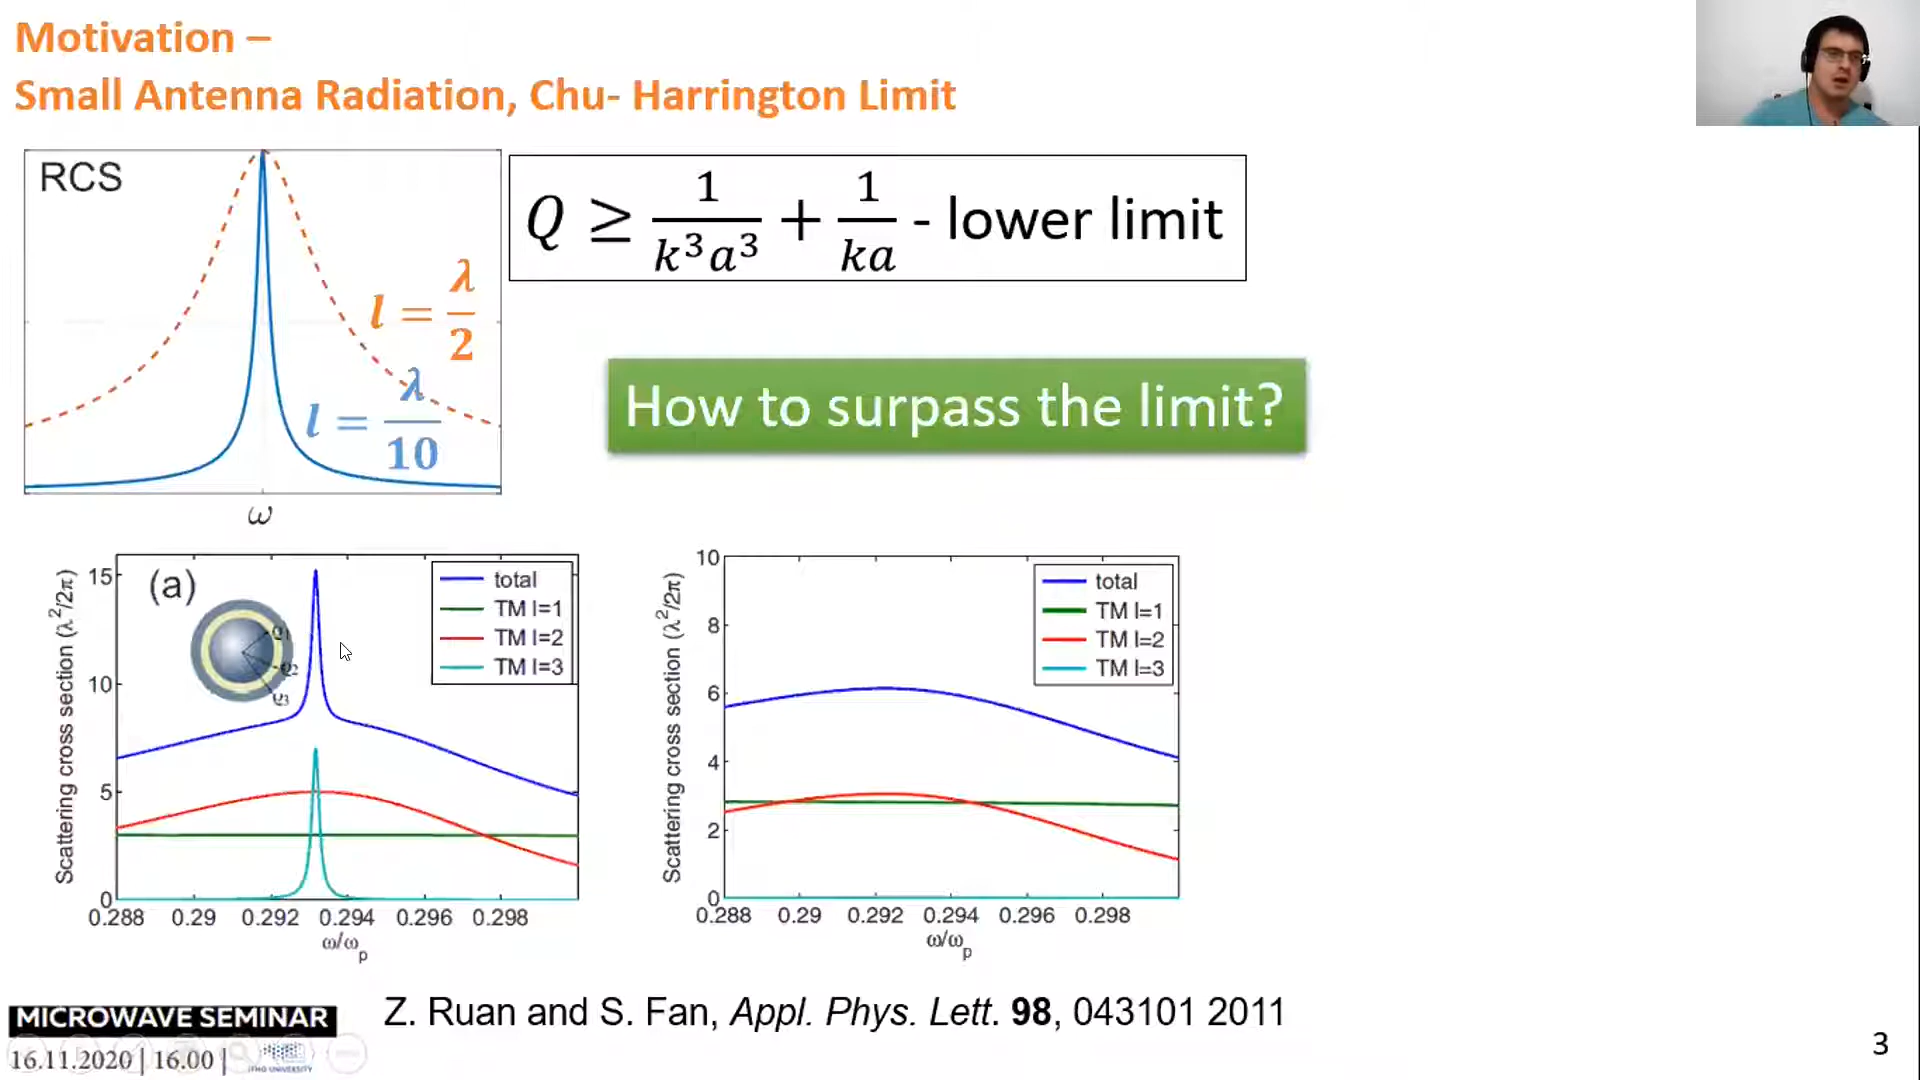 Motivation –
Small Antenna Radiation, Chu- Harrington Limit
RCS
l = λ/2
l = λ/10
ω
Q ≥ 1/k³a³ + 1/ka - lower limit
How to surpass the limit?
(a)
total
TM l=1
TM l=2
TM l=3
Scattering cross section (λ²/2π)
15
10
5
0
0.288 0.29 0.292 0.294 0.296 0.298
ω/ωp
total
TM l=1
TM l=2
TM l=3
Scattering cross section (λ²/2π)
10
8
6
4
2
0
0.288 0.29 0.292 0.294 0.296 0.298
ω/ωp
Z. Ruan and S. Fan, Appl. Phys. Lett. 98, 043101 2011
MICROWAVE SEMINAR
16.11.2020 | 16.00 |
ITMO UNIVERSITY
3